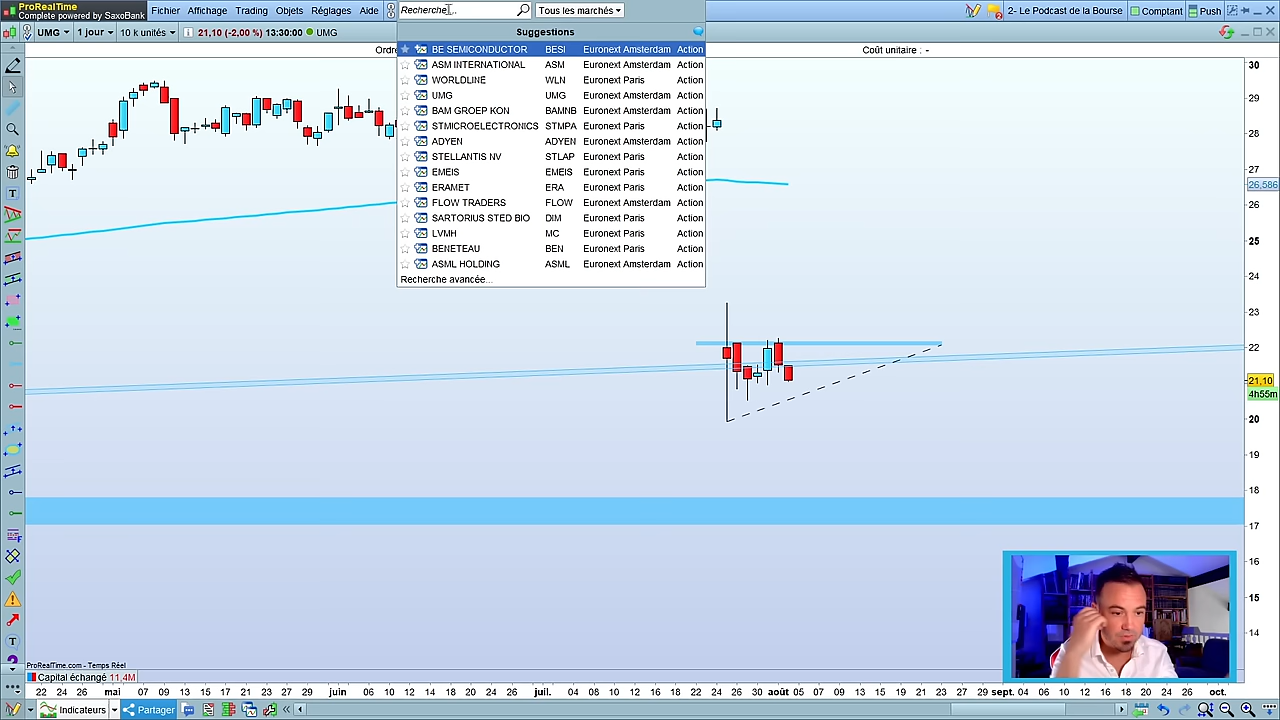 ProRealTime
Complete powered by SaxoBank
Fichier Affichage Trading Objets Réglages Aide
Recherche...
Tous les marchés
2- Le Podcast de la Bourse
Comptant
Push
UMG 1 jour 10 k unités 21,10 (-2,00 %) 13:30:00 UMG
Ordre
Coût unitaire : -
Suggestions
BE SEMICONDUCTOR BESI Euronext Amsterdam Action
ASM INTERNATIONAL ASM Euronext Amsterdam Action
WORLDLINE WLN Euronext Paris Action
UMG UMG Euronext Amsterdam Action
BAM GROEP KON BAMNB Euronext Amsterdam Action
STMICROELECTRONICS STMPA Euronext Paris Action
ADYEN ADYEN Euronext Amsterdam Action
STELLANTIS NV STLAP Euronext Paris Action
EMEIS EMEIS Euronext Paris Action
ERAMET ERA Euronext Paris Action
FLOW TRADERS FLOW Euronext Amsterdam Action
SARTORIUS STED BIO DIM Euronext Paris Action
LVMH MC Euronext Paris Action
BENETEAU BEN Euronext Paris Action
ASML HOLDING ASML Euronext Amsterdam Action
Recherche avancée...
30
29
28
27
26,586
26
25
24
23
22
21,10
4h55m
20
19
18
17
16
15
14
ProRealTime.com - Temps Réel
Capital échangé 11,4M
22 24 26 mai 07 09 13 15 17 21 23 27 29 juin 06 10 12 14 18 20 24 26 juil. 04 08 10 12 16 18 22 24 août 05 07 09 13 15 19 21 23 27 29 sept. 04 06 10 12 16 18 20 24 26 oct.
Indicateurs
Partager